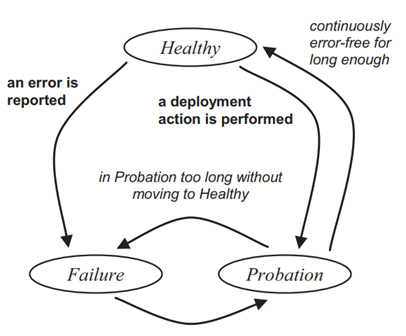 continuously
error-free for
long enough
Healthy
an error is
reported
a deployment
action is performed
in Probation too long without
moving to Healthy
Failure
Probation